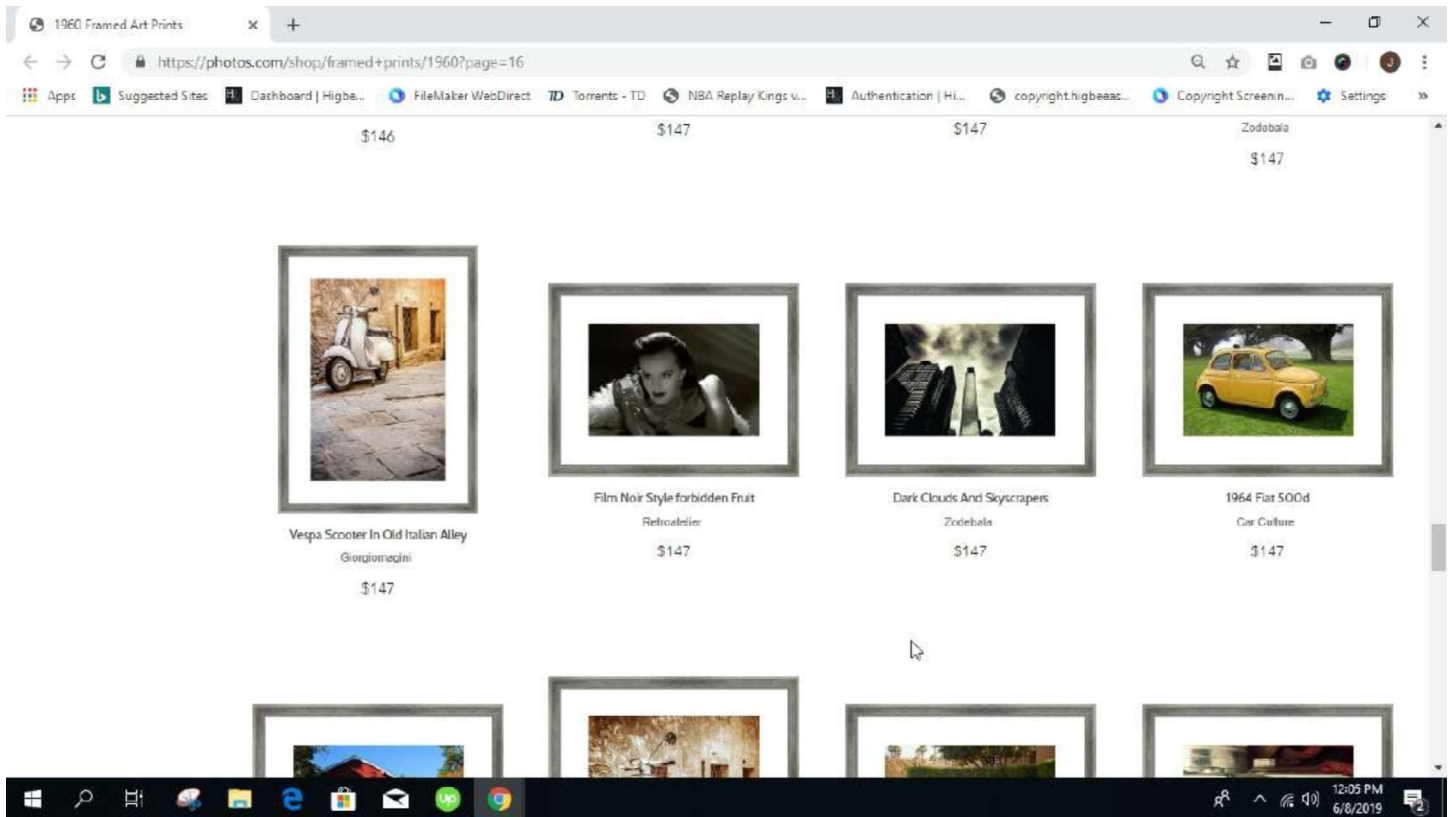 1960 Framed Art Prints
https://photos.com/shop/framed+prints/1960?page=16
J
Apps
Suggested Sites
Dashboard | Higbe...
FileMaker WebDirect
TD Torrents - TD
NBA Replay Kings v...
Authentication | Hi...
copyright.higbeeas...
Copyright Screenin...
Settings
$146
$147
$147
Zodebala
$147
Vespa Scooter In Old Italian Alley
Giorgiomagini
$147
Film Noir Style forbidden Fruit
Retroatelier
$147
Dark Clouds And Skyscrapers
Zodebala
$147
1964 Fiat 500d
Car Culture
$147
Up
12:05 PM
6/8/2019
2